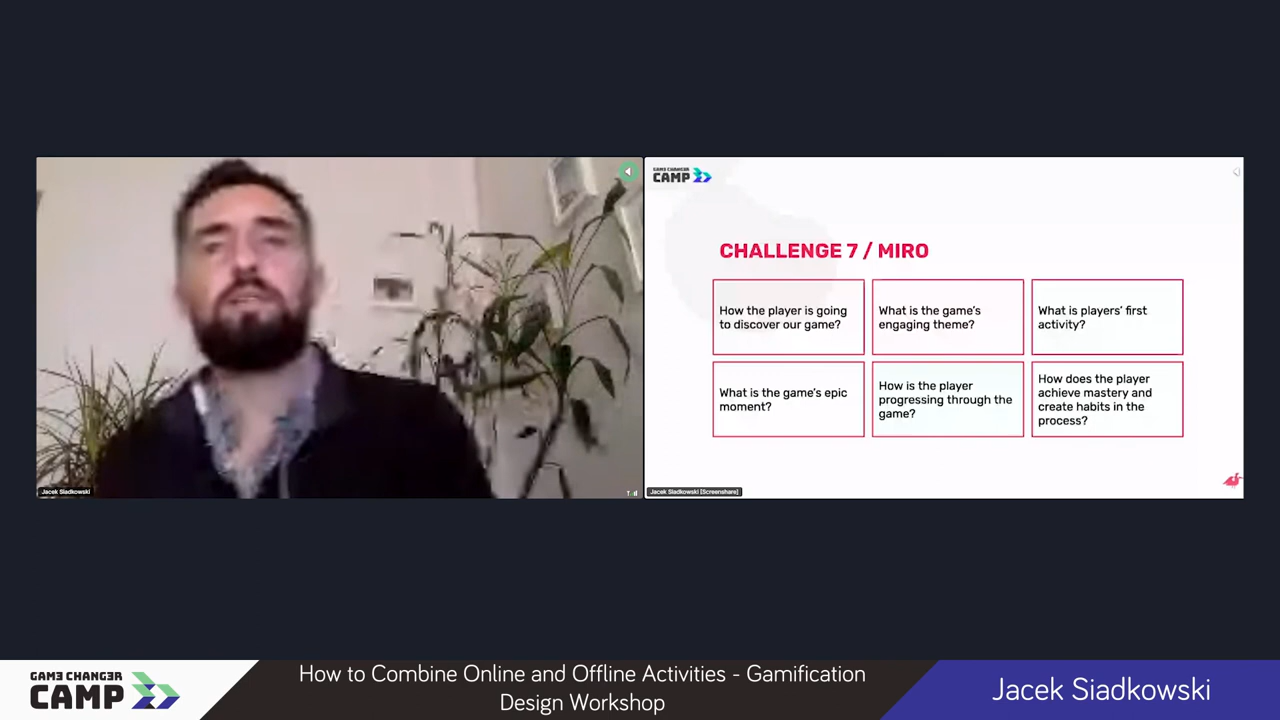 GAM3 CHANG3R
CAMP
CHALLENGE 7 / MIRO
How the player is going
to discover our game?
What is the game's
engaging theme?
What is players' first
activity?
What is the game's epic
moment?
How is the player
progressing through the
game?
How does the player
achieve mastery and
create habits in the
process?
Jacek Siadkowski
Jacek Siadkowski [Screenshare]
GAM3 CHANG3R
CAMP
How to Combine Online and Offline Activities - Gamification
Design Workshop
Jacek Siadkowski